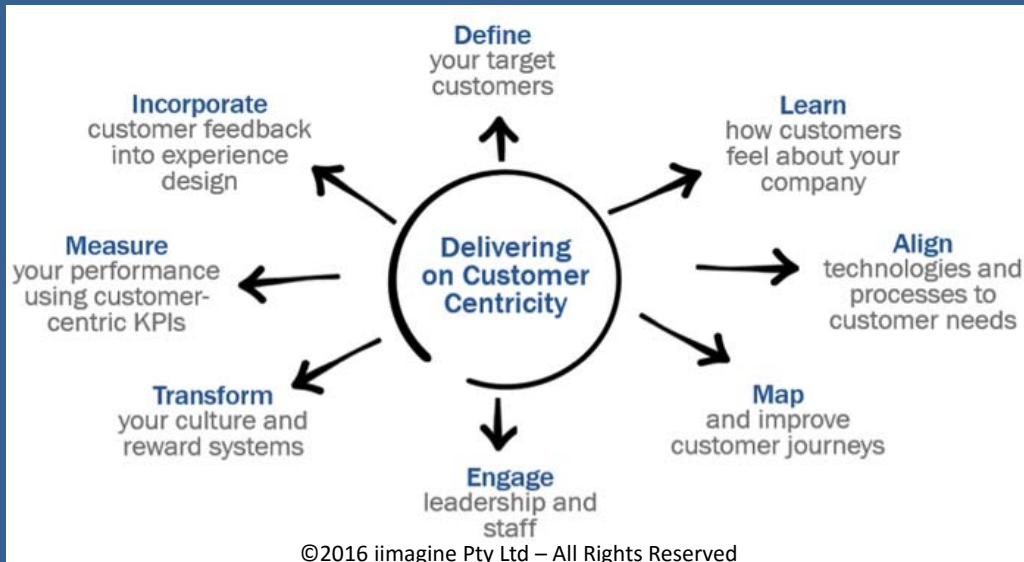 Define
your target
customers
Learn
how customers
feel about your
company
Align
technologies and
processes to
customer needs
Map
and improve
customer journeys
Engage
leadership and
staff
Transform
your culture and
reward systems
Measure
your performance
using customer-
centric KPIs
Incorporate
customer feedback
into experience
design
Delivering
on Customer
Centricity
©2016 iimagine Pty Ltd – All Rights Reserved